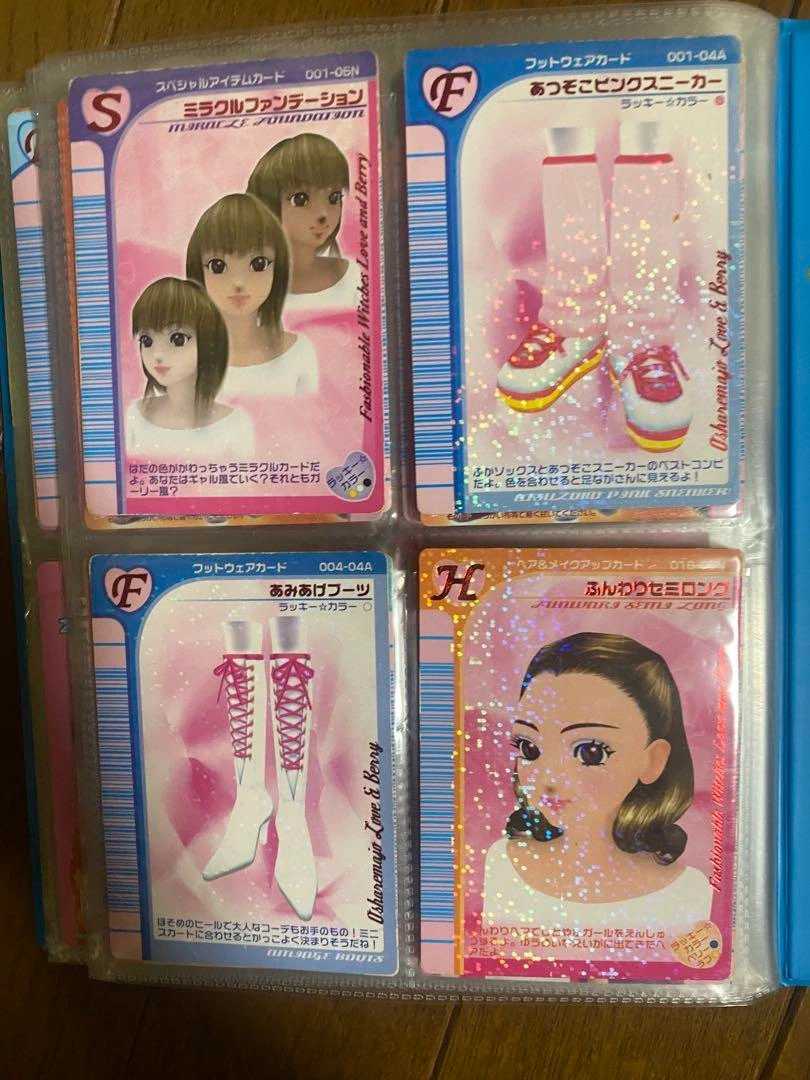 S
スペシャルアイテムカード 001-05N
ミラクルファンデーション
MIRACLE FOUNDATION
Fashionable Witches Love and Berry
はだの色がかわっちゃうミラクルカードだ
よ。あなたはギャル風でいく？それともガ
ーリー風？
ラッキー☆
カラー
F
フットウェアカード 001-04A
あつぞこピンクスニーカー
ラッキー☆カラー
Osharemajo Love & Berry
ふかソックスとあつぞこスニーカーのベストコンビ
だよ。色を合わせると足ながさんに見えるよ！
ATSUZOKO PINK SNEAKER
F
フットウェアカード 004-04A
あみあげブーツ
ラッキー☆カラー
Osharemajo Love & Berry
ほそめのヒールで大人なコーデもお手のもの！ミニ
スカートに合わせるとかっこよく決まりそうだね！
AMIAGE BOOTS
H
ヘア&メイクアップカード
ふんわりセミロング
FUNWARI SEMI LONG
Fashionable Witches Love and
ラッキー☆
カラー